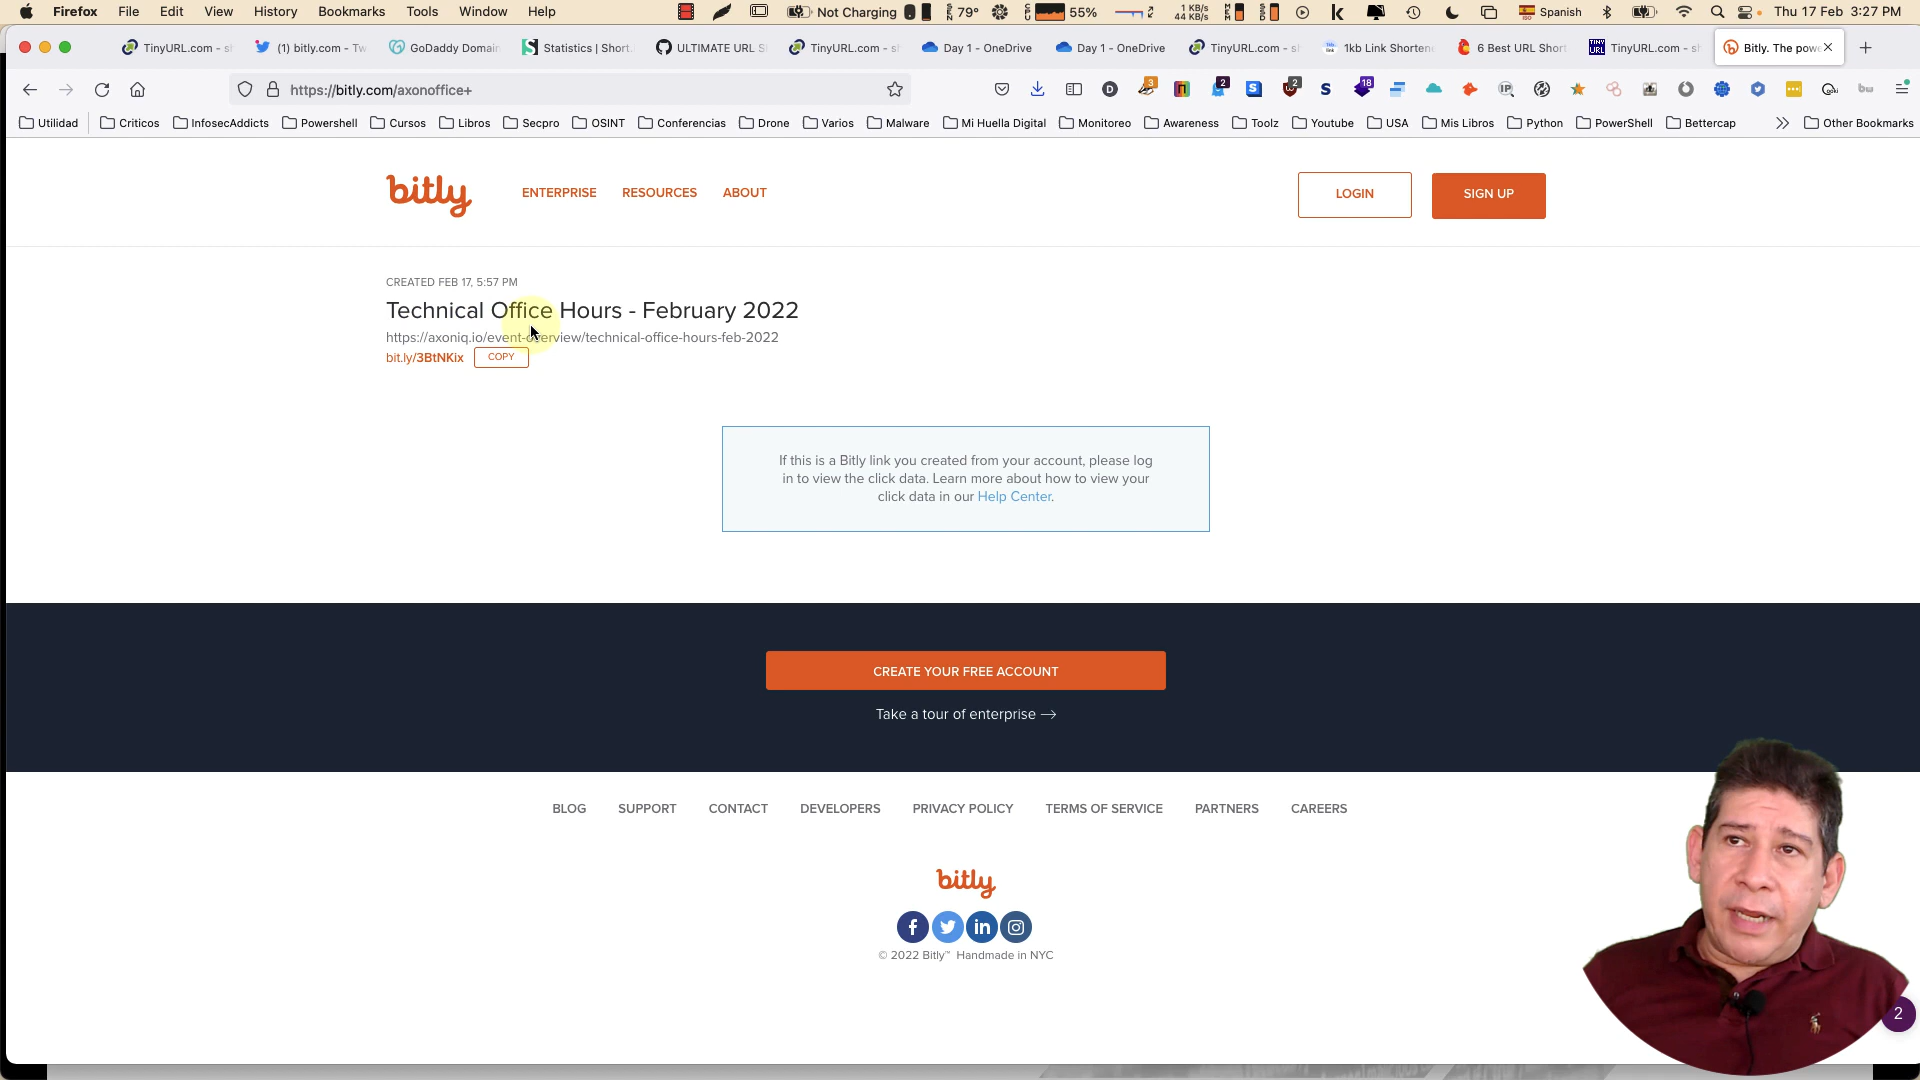 Firefox File Edit View History Bookmarks Tools Window Help Not Charging 79° 55% 1 KB/s 44 KB/s Spanish Thu 17 Feb 3:27 PM
TinyURL.com - sh (1) bitly.com - Tw GoDaddy Domain Statistics | Short. ULTIMATE URL S TinyURL.com - sh Day 1 - OneDrive Day 1 - OneDrive TinyURL.com - sh 1kb Link Shortene 6 Best URL Short TinyURL.com - sh Bitly. The powe
https://bitly.com/axonoffice+ 3 2 2 18
Utilidad Criticos InfosecAddicts Powershell Cursos Libros Secpro OSINT Conferencias Drone Varios Malware Mi Huella Digital Monitoreo Awareness Toolz Youtube USA Mis Libros Python PowerShell Bettercap Other Bookmarks
bitly ENTERPRISE RESOURCES ABOUT LOGIN SIGN UP
CREATED FEB 17, 5:57 PM
Technical Office Hours - February 2022
https://axoniq.io/event-overview/technical-office-hours-feb-2022
bit.ly/3BtNKix COPY
If this is a Bitly link you created from your account, please log
in to view the click data. Learn more about how to view your
click data in our Help Center.
CREATE YOUR FREE ACCOUNT
Take a tour of enterprise →
BLOG SUPPORT CONTACT DEVELOPERS PRIVACY POLICY TERMS OF SERVICE PARTNERS CAREERS
bitly
© 2022 Bitly™ Handmade in NYC
2